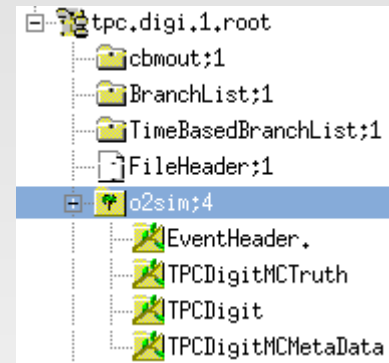 tpc.digi.1.root
cbmout;1
BranchList;1
TimeBasedBranchList;1
FileHeader;1
o2sim;4
EventHeader.
TPCDigitMCTruth
TPCDigit
TPCDigitMCMetaData